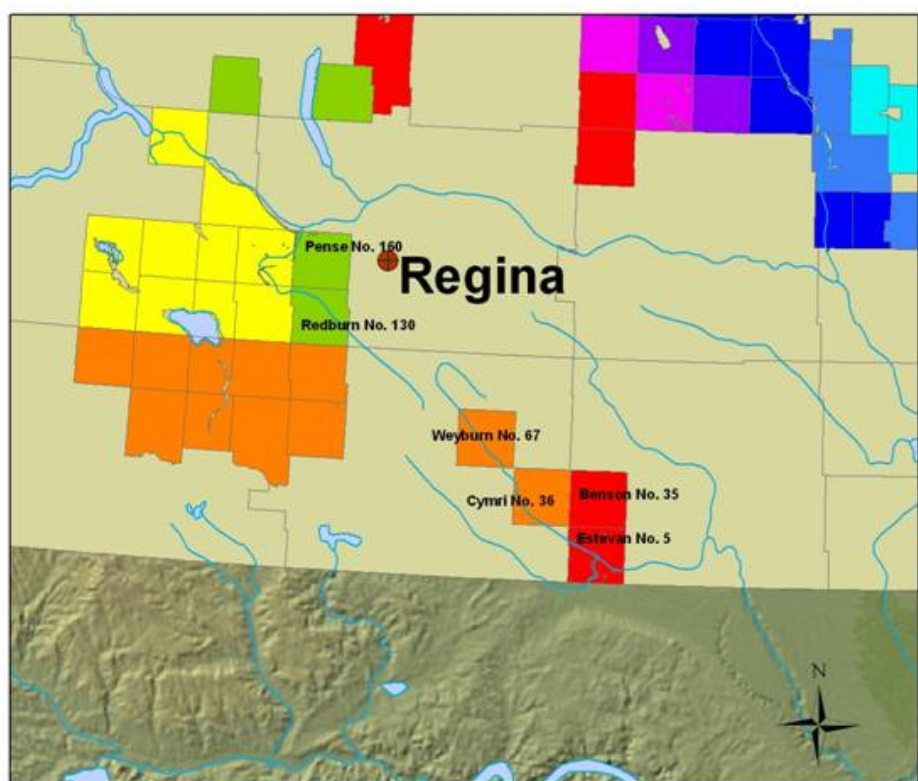 Pense No. 160
Regina
Redburn No. 130
Weyburn No. 67
Cymri No. 36
Benson No. 35
Estevan No. 5
N